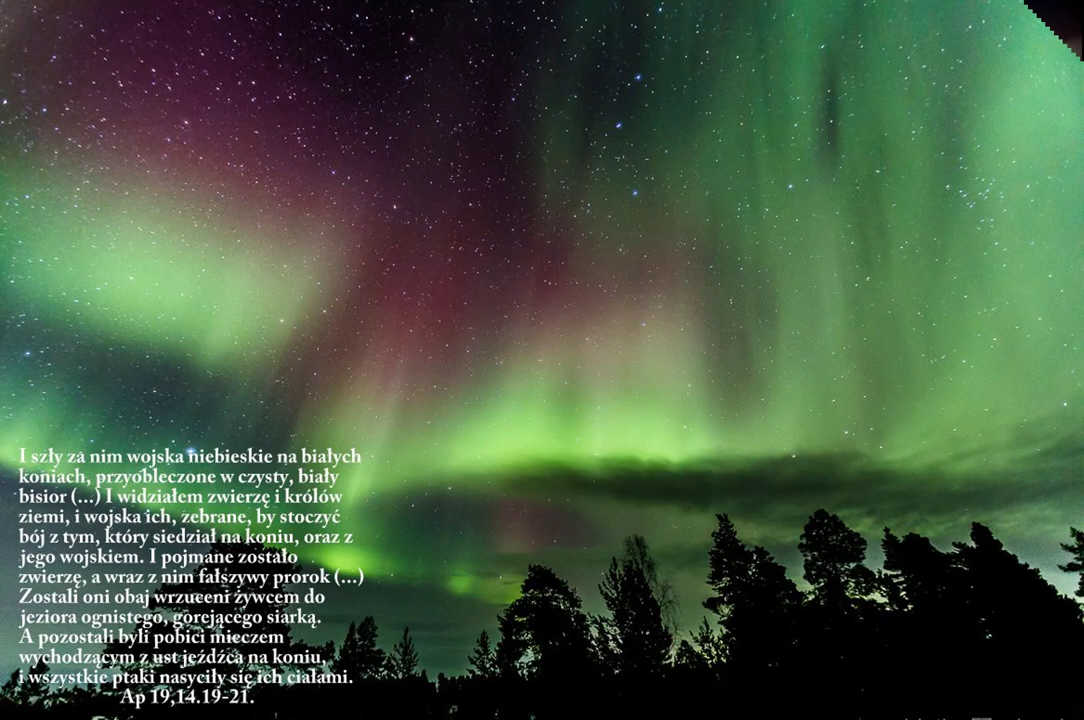 I szły za nim wojska niebieskie na białych
koniach, przyobleczone w czysty, biały
bisior (...) I widziałem zwierzę i królów
ziemi, i wojska ich, zebrane, by stoczyć
bój z tym, który siedział na koniu, oraz z
jego wojskiem. I pojmane zostało
zwierzę, a wraz z nim fałszywy prorok (...)
Zostali oni obaj wrzuceni żywcem do
jeziora ognistego, gorejącego siarką.
A pozostali byli pobici mieczem
wychodzącym z ust jeźdźca na koniu,
i wszystkie ptaki nasyciły się ich ciałami.
Ap 19,14.19-21.